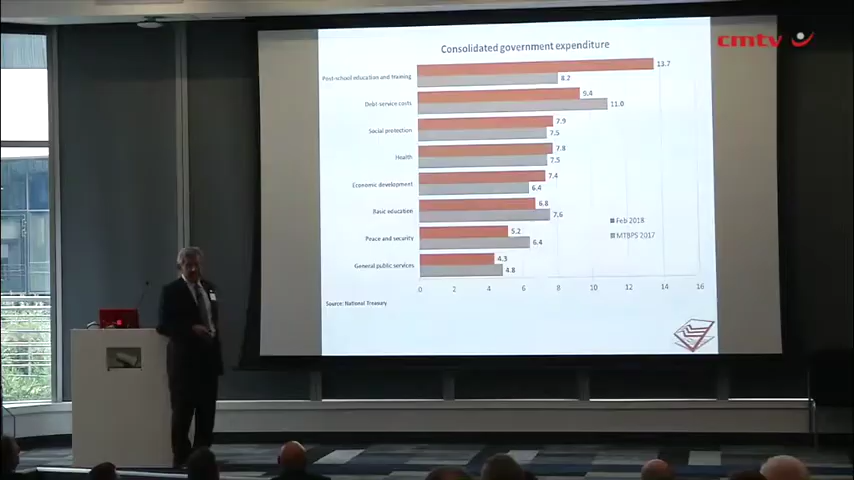 cmtv
Consolidated government expenditure
Post-school education and training
13.7
8.2
Debt-service costs
9.4
11.0
Social protection
7.9
7.5
Health
7.8
7.5
Economic development
7.4
6.4
Basic education
6.8
7.6
Feb 2018
MTBPS 2017
Peace and security
5.2
6.4
General public services
4.3
4.8
0 2 4 6 8 10 12 14 16
Source: National Treasury